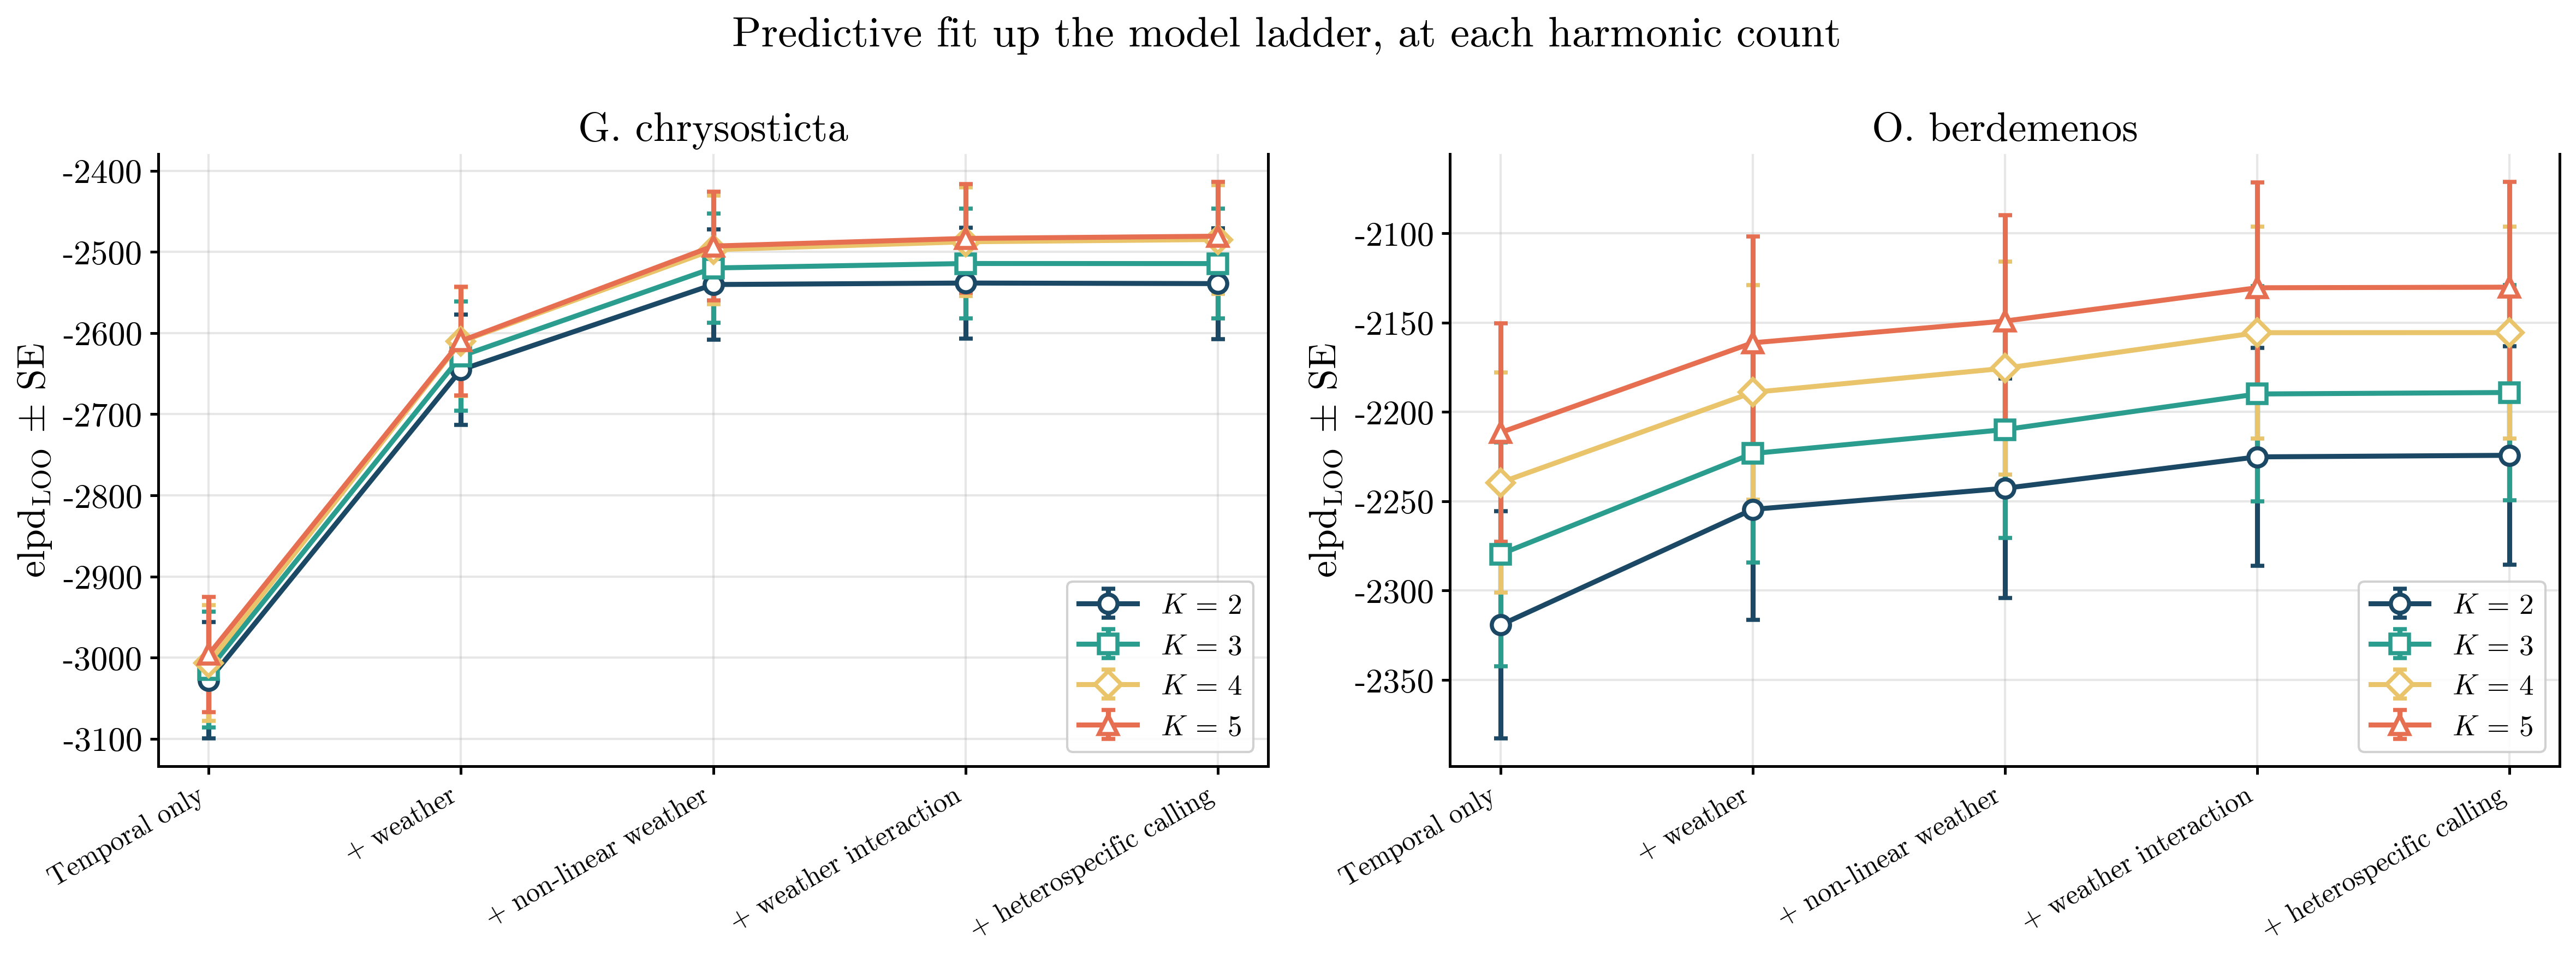 Predictive fit up the model ladder, at each harmonic count
G. chrysosticta
elpd_LOO ± SE
-2400
-2500
-2600
-2700
-2800
-2900
-3000
-3100
Temporal only
+ weather
+ non-linear weather
+ weather interaction
+ heterospecific calling
K = 2
K = 3
K = 4
K = 5
O. berdemenos
elpd_LOO ± SE
-2100
-2150
-2200
-2250
-2300
-2350
Temporal only
+ weather
+ non-linear weather
+ weather interaction
+ heterospecific calling
K = 2
K = 3
K = 4
K = 5